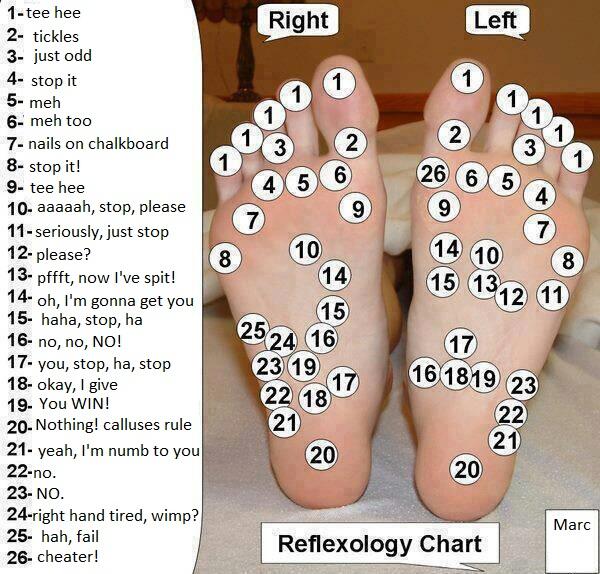 1-tee hee
2- tickles
3- just odd
4- stop it
5- meh
6- meh too
7- nails on chalkboard
8- stop it!
9- tee hee
10- aaaaah, stop, please
11-seriously, just stop
12-please?
13- pffft, now I've spit!
14- oh, I'm gonna get you
15- haha, stop, ha
16- no, no, NO!
17- you, stop, ha, stop
18- okay, I give
19- You WIN!
20-Nothing! calluses rule
21- yeah, I'm numb to you
22-no.
23- NO.
24-right hand tired, wimp?
25- hah, fail
26- cheater!
Right
1
1
1
1
1
2
3
4
5
6
7
8
9
10
14
15
16
25
24
23
19
22
18
17
21
20
Left
1
1
1
1
1
2
3
26
6
5
4
9
7
14
10
8
15
13
12
11
17
16
18
19
23
22
21
20
Reflexology Chart
Marc